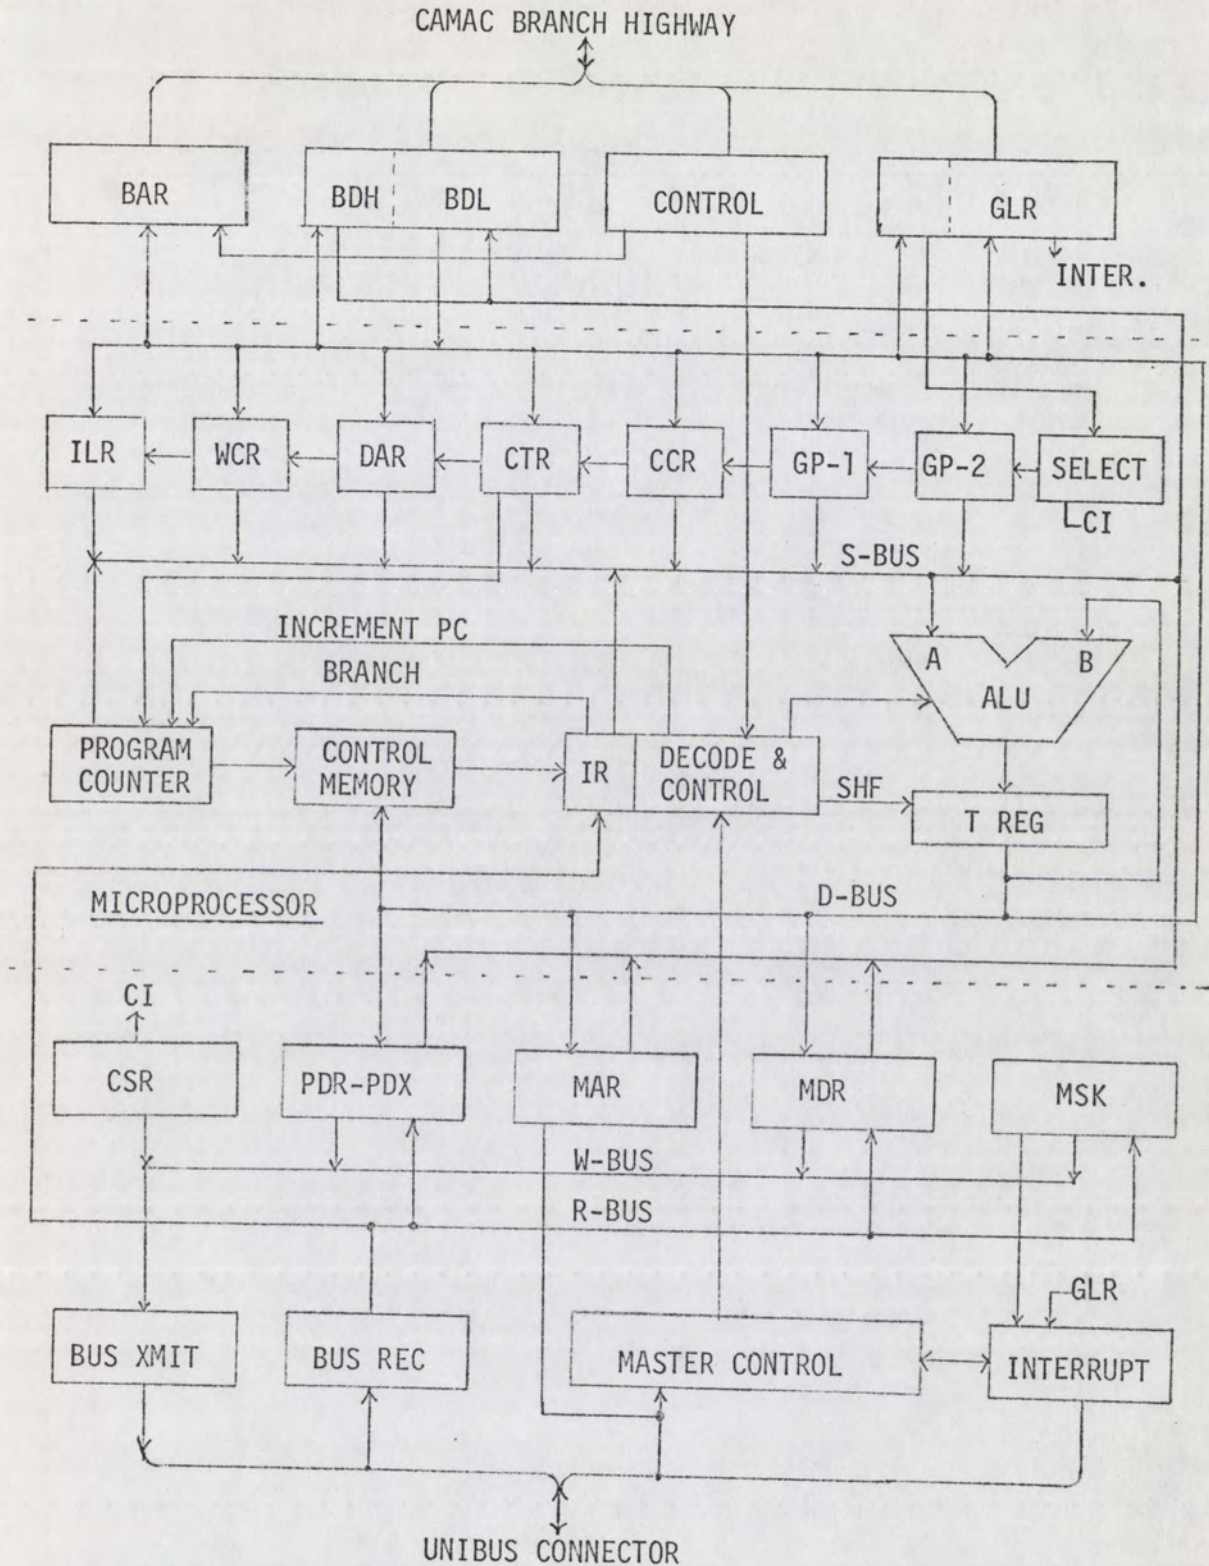 CAMAC BRANCH HIGHWAY
BAR
BDH
BDL
CONTROL
GLR
INTER.
ILR
WCR
DAR
CTR
CCR
GP-1
GP-2
SELECT
CI
S-BUS
INCREMENT PC
BRANCH
A
B
ALU
PROGRAM
COUNTER
CONTROL
MEMORY
IR
DECODE &
CONTROL
SHF
T REG
MICROPROCESSOR
D-BUS
CI
CSR
PDR-PDX
MAR
MDR
MSK
W-BUS
R-BUS
GLR
BUS XMIT
BUS REC
MASTER CONTROL
INTERRUPT
UNIBUS CONNECTOR